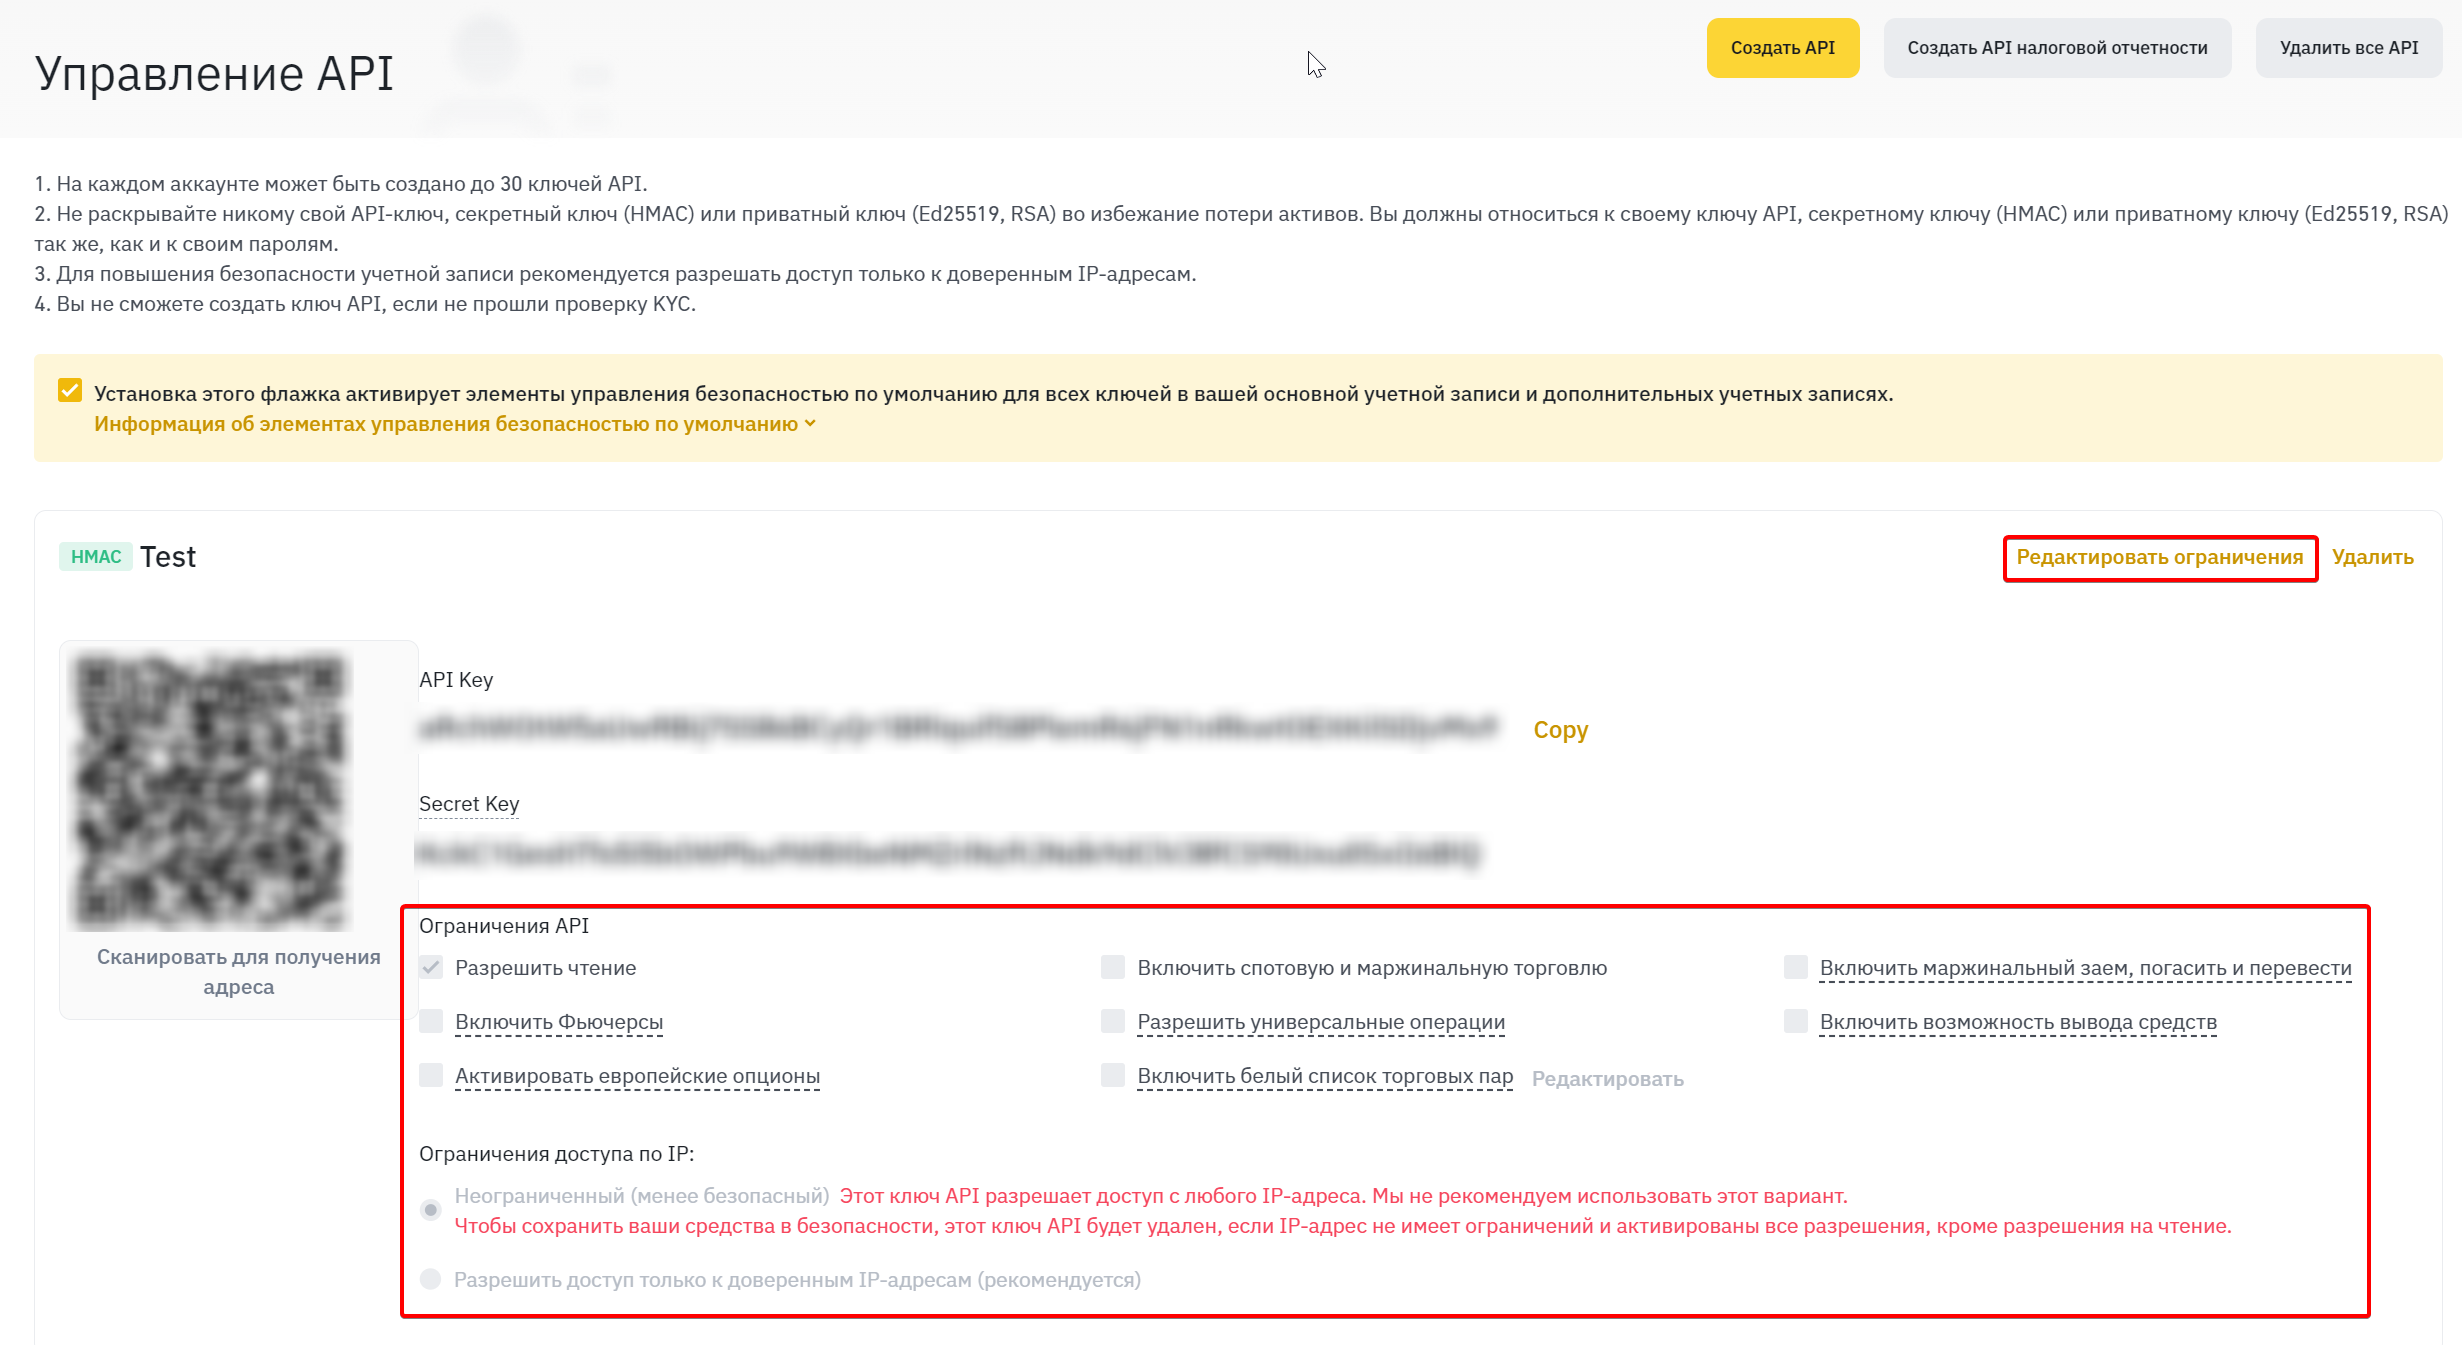 Управление API
Создать API
Создать API налоговой отчетности
Удалить все API
1. На каждом аккаунте может быть создано до 30 ключей API.
2. Не раскрывайте никому свой API-ключ, секретный ключ (HMAC) или приватный ключ (Ed25519, RSA) во избежание потери активов. Вы должны относиться к своему ключу API, секретному ключу (HMAC) или приватному ключу (Ed25519, RSA)
так же, как и к своим паролям.
3. Для повышения безопасности учетной записи рекомендуется разрешать доступ только к доверенным IP-адресам.
4. Вы не сможете создать ключ API, если не прошли проверку KYC.
Установка этого флажка активирует элементы управления безопасностью по умолчанию для всех ключей в вашей основной учетной записи и дополнительных учетных записях.
Информация об элементах управления безопасностью по умолчанию
HMAC Test
Редактировать ограничения
Удалить
Сканировать для получения
адреса
API Key
Copy
Secret Key
Ограничения API
Разрешить чтение
Включить спотовую и маржинальную торговлю
Включить маржинальный заем, погасить и перевести
Включить Фьючерсы
Разрешить универсальные операции
Включить возможность вывода средств
Активировать европейские опционы
Включить белый список торговых пар
Редактировать
Ограничения доступа по IP:
Неограниченный (менее безопасный) Этот ключ API разрешает доступ с любого IP-адреса. Мы не рекомендуем использовать этот вариант.
Чтобы сохранить ваши средства в безопасности, этот ключ API будет удален, если IP-адрес не имеет ограничений и активированы все разрешения, кроме разрешения на чтение.
Разрешить доступ только к доверенным IP-адресам (рекомендуется)